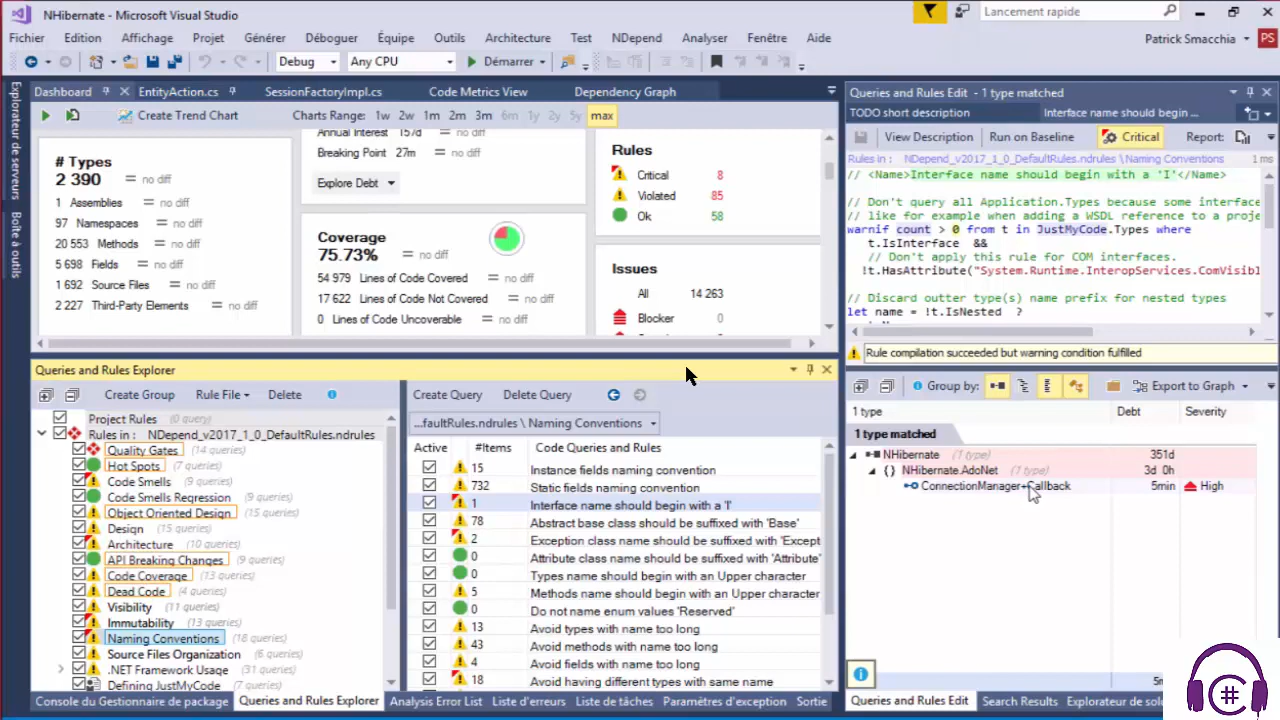 NHibernate - Microsoft Visual Studio
Lancement rapide
Fichier Edition Affichage Projet Générer Déboguer Équipe Outils Architecture Test NDepend Analyser Fenêtre Aide
Patrick Smacchia PS
Debug Any CPU Démarrer
Explorateur de serveurs
Boîte à outils
Dashboard EntityAction.cs SessionFactoryImpl.cs Code Metrics View Dependency Graph
Create Trend Chart Charts Range: 1w 2w 1m 2m 3m 6m 1y 2y 5y max
# Types
2 390 = no diff
1 Assemblies = no diff
97 Namespaces = no diff
20 553 Methods = no diff
5 698 Fields = no diff
1 692 Source Files = no diff
2 227 Third-Party Elements = no diff
Annual Interest 157d = no diff
Breaking Point 27m = no diff
Explore Debt
Coverage
75.73% = no diff
54 979 Lines of Code Covered = no diff
17 622 Lines of Code Not Covered = no diff
0 Lines of Code Uncoverable = no diff
Rules
Critical 8
Violated 85
Ok 58
Issues
All 14 263
Blocker 0
Queries and Rules Explorer
Create Group Rule File Delete
Project Rules (0 query)
Rules in : NDepend_v2017_1_0_DefaultRules.ndrules
Quality Gates (14 queries)
Hot Spots (7 queries)
Code Smells (9 queries)
Code Smells Regression (9 queries)
Object Oriented Design (15 queries)
Design (15 queries)
Architecture (12 queries)
API Breaking Changes (9 queries)
Code Coverage (13 queries)
Dead Code (6 queries)
Visibility (11 queries)
Immutability (13 queries)
Naming Conventions (18 queries)
Source Files Organization (6 queries)
.NET Framework Usage (31 queries)
Defining JustMyCode (7 queries)
Create Query Delete Query
...faultRules.ndrules \ Naming Conventions
Active #Items Code Queries and Rules
15 Instance fields naming convention
732 Static fields naming convention
1 Interface name should begin with a 'I'
78 Abstract base class should be suffixed with 'Base'
2 Exception class name should be suffixed with 'Except
0 Attribute class name should be suffixed with 'Attribute'
0 Types name should begin with an Upper character
5 Methods name should begin with an Upper character
0 Do not name enum values 'Reserved'
13 Avoid types with name too long
43 Avoid methods with name too long
4 Avoid fields with name too long
18 Avoid having different types with same name
Console du Gestionnaire de package Queries and Rules Explorer Analysis Error List Liste d'erreurs Liste de tâches Paramètres d'exception Sortie
Queries and Rules Edit - 1 type matched
TODO short description Interface name should begin ...
View Description Run on Baseline Critical Report:
Rules in : NDepend_v2017_1_0_DefaultRules.ndrules \ Naming Conventions 1 ms
// <Name>Interface name should begin with a 'I'</Name>
// Don't query all Application.Types because some interface
// like for example when adding a WSDL reference to a proje
warnif count > 0 from t in JustMyCode.Types where
t.IsInterface &&
// Don't apply this rule for COM interfaces.
!t.HasAttribute("System.Runtime.InteropServices.ComVisibl
// Discard outter type(s) name prefix for nested types
let name = !t.IsNested ?
Rule compilation succeeded but warning condition fulfilled
Group by: Export to Graph
1 type Debt Severity
1 type matched
NHibernate (1 type) 351d
{ } NHibernate.AdoNet (1 type) 3d 0h
ConnectionManager+Callback 5min High
Queries and Rules Edit Search Results Explorateur de solu
#